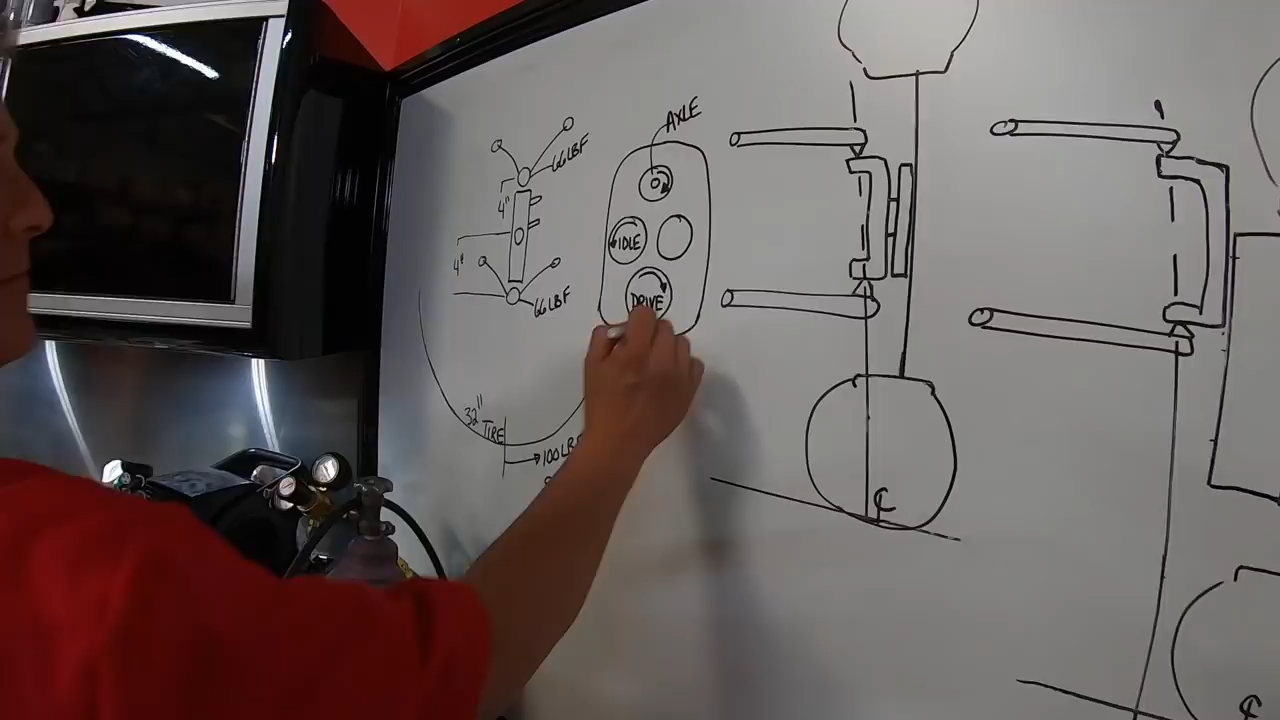 AXLE
66LBF
4"
IDLE
4"
66LBF
DRIVE
32"
TIRE
100LB
℄
℄